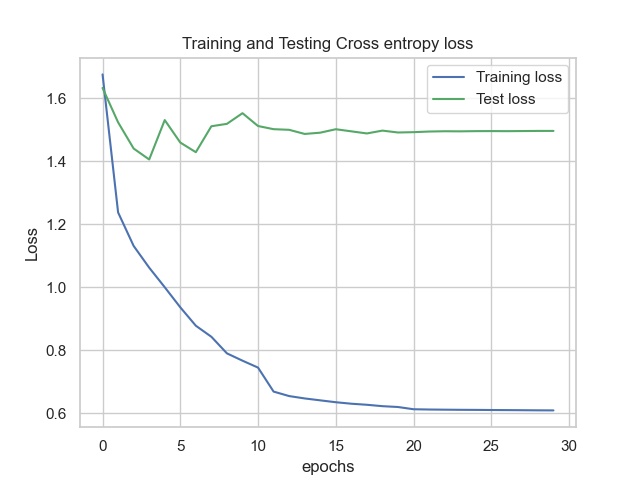 Training and Testing Cross entropy loss
Training loss
Test loss
Loss
1.6
1.4
1.2
1.0
0.8
0.6
0 5 10 15 20 25 30
epochs